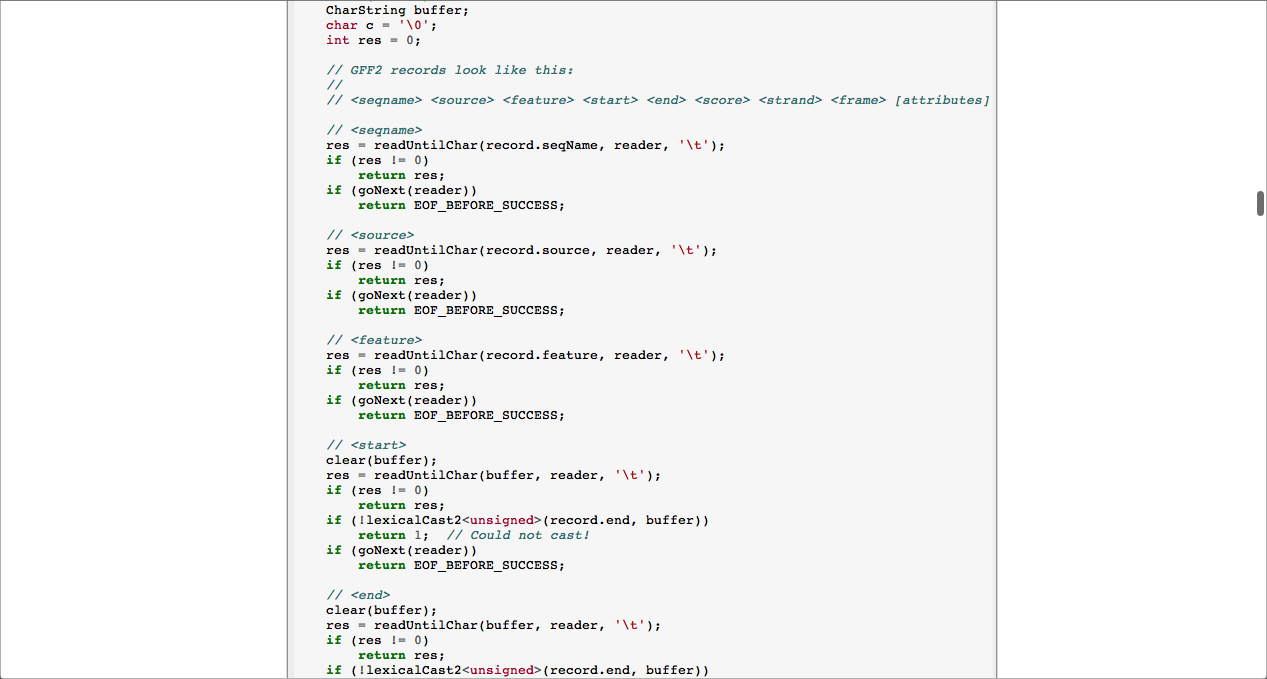 CharString buffer;
char c = '\0';
int res = 0;
// GFF2 records look like this:
//
// <seqname> <source> <feature> <start> <end> <score> <strand> <frame> [attributes]
// <seqname>
res = readUntilChar(record.seqName, reader, '\t');
if (res != 0)
    return res;
if (goNext(reader))
    return EOF_BEFORE_SUCCESS;
// <source>
res = readUntilChar(record.source, reader, '\t');
if (res != 0)
    return res;
if (goNext(reader))
    return EOF_BEFORE_SUCCESS;
// <feature>
res = readUntilChar(record.feature, reader, '\t');
if (res != 0)
    return res;
if (goNext(reader))
    return EOF_BEFORE_SUCCESS;
// <start>
clear(buffer);
res = readUntilChar(buffer, reader, '\t');
if (res != 0)
    return res;
if (!lexicalCast2<unsigned>(record.end, buffer))
    return 1;  // Could not cast!
if (goNext(reader))
    return EOF_BEFORE_SUCCESS;
// <end>
clear(buffer);
res = readUntilChar(buffer, reader, '\t');
if (res != 0)
    return res;
if (!lexicalCast2<unsigned>(record.end, buffer))